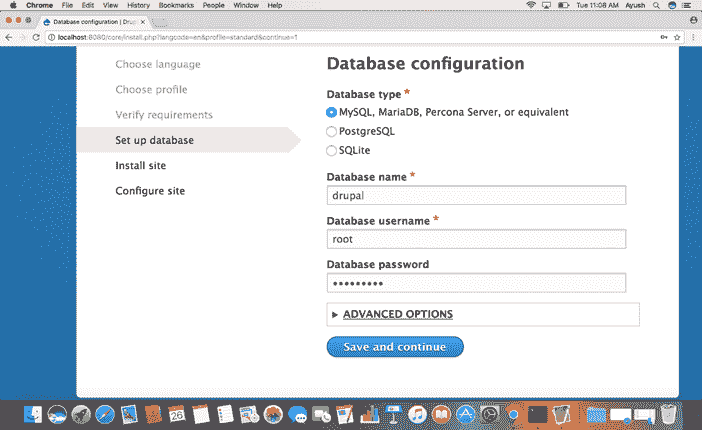 Chrome File Edit View History Bookmarks People Window Help Tue 11:08 AM Ayush
Database configuration | Drup
localhost:8080/core/install.php?langcode=en&profile=standard&continue=1
Choose language
Choose profile
Verify requirements
Set up database
Install site
Configure site
Database configuration
Database type *
MySQL, MariaDB, Percona Server, or equivalent
PostgreSQL
SQLite
Database name *
drupal
Database username *
root
Database password
•••••••••
▶ ADVANCED OPTIONS
Save and continue
26